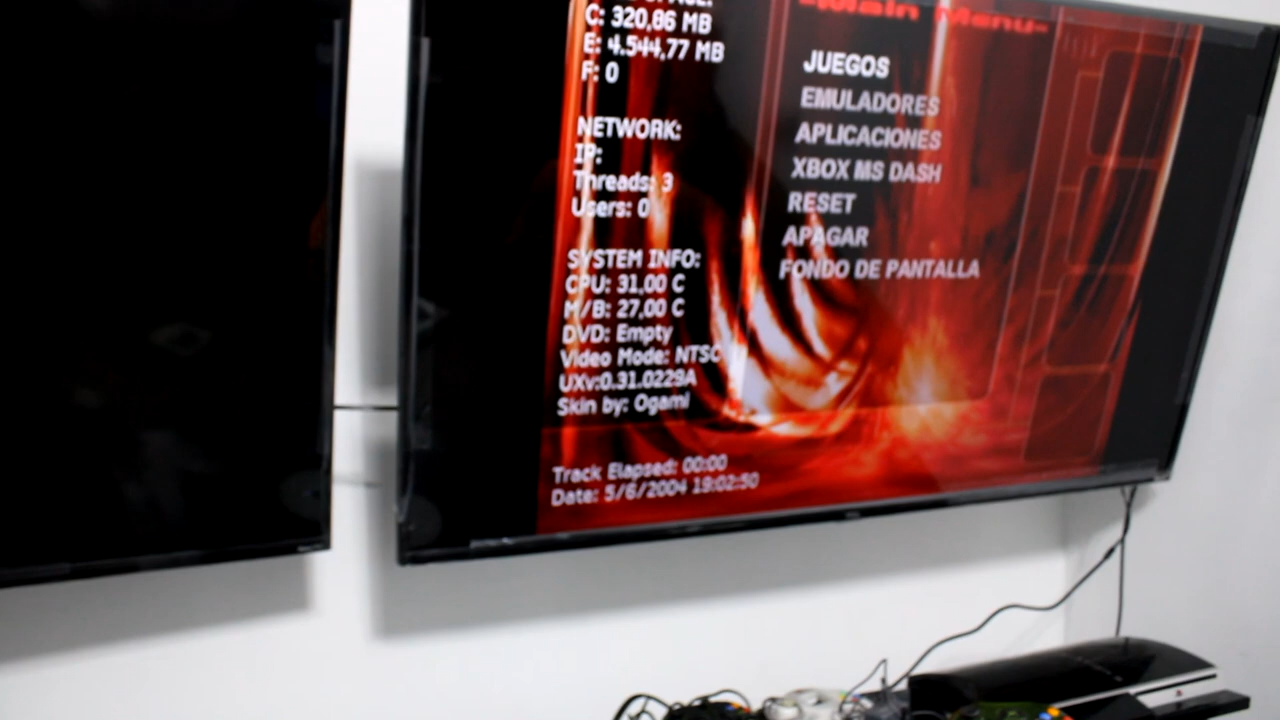 C: 320,86 MB
E: 4.544,77 MB
F: 0
NETWORK:
IP:
Threads: 3
Users: 0
SYSTEM INFO:
CPU: 31,00 C
M/B: 27,00 C
DVD: Empty
Video Mode: NTSC
UXv:0.31.0229A
Skin by: Ogami
Track Elapsed: 00:00
Date: 5/6/2004 19:02:50
-Main Menu-
JUEGOS
EMULADORES
APLICACIONES
XBOX MS DASH
RESET
APAGAR
FONDO DE PANTALLA